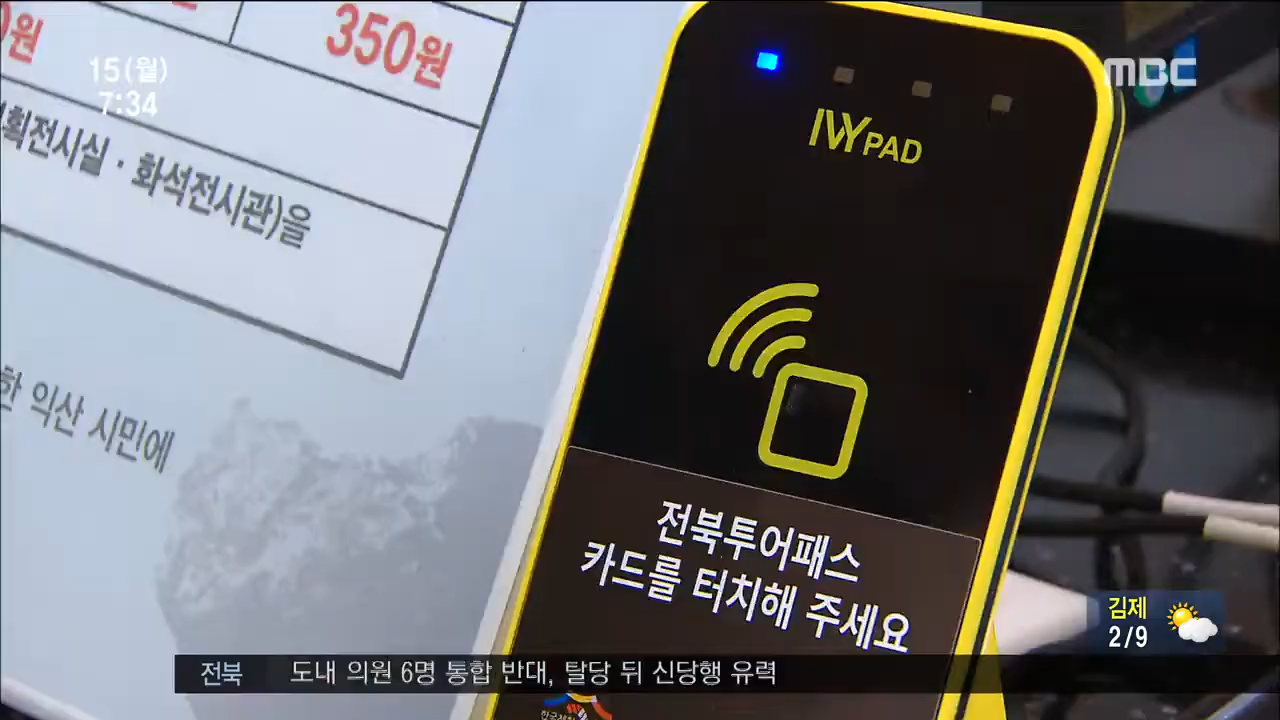 350원
15(월)
7:34
MBC
IVYPAD
획전시실 · 화석전시관)을
한 익산 시민에
전북투어패스
카드를 터치해 주세요
김제
2/9
전북 도내 의원 6명 통합 반대, 탈당 뒤 신당행 유력